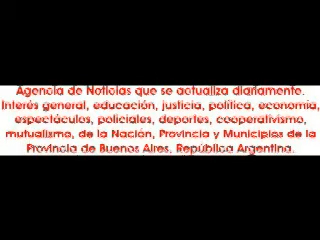 Agencia de Noticias que se actualiza diariamente.
Interés general, educación, justicia, política, economía,
espectáculos, policiales, deportes, cooperativismo,
mutualismo, de la Nación, Provincia y Municipios de la
Provincia de Buenos Aires, República Argentina.